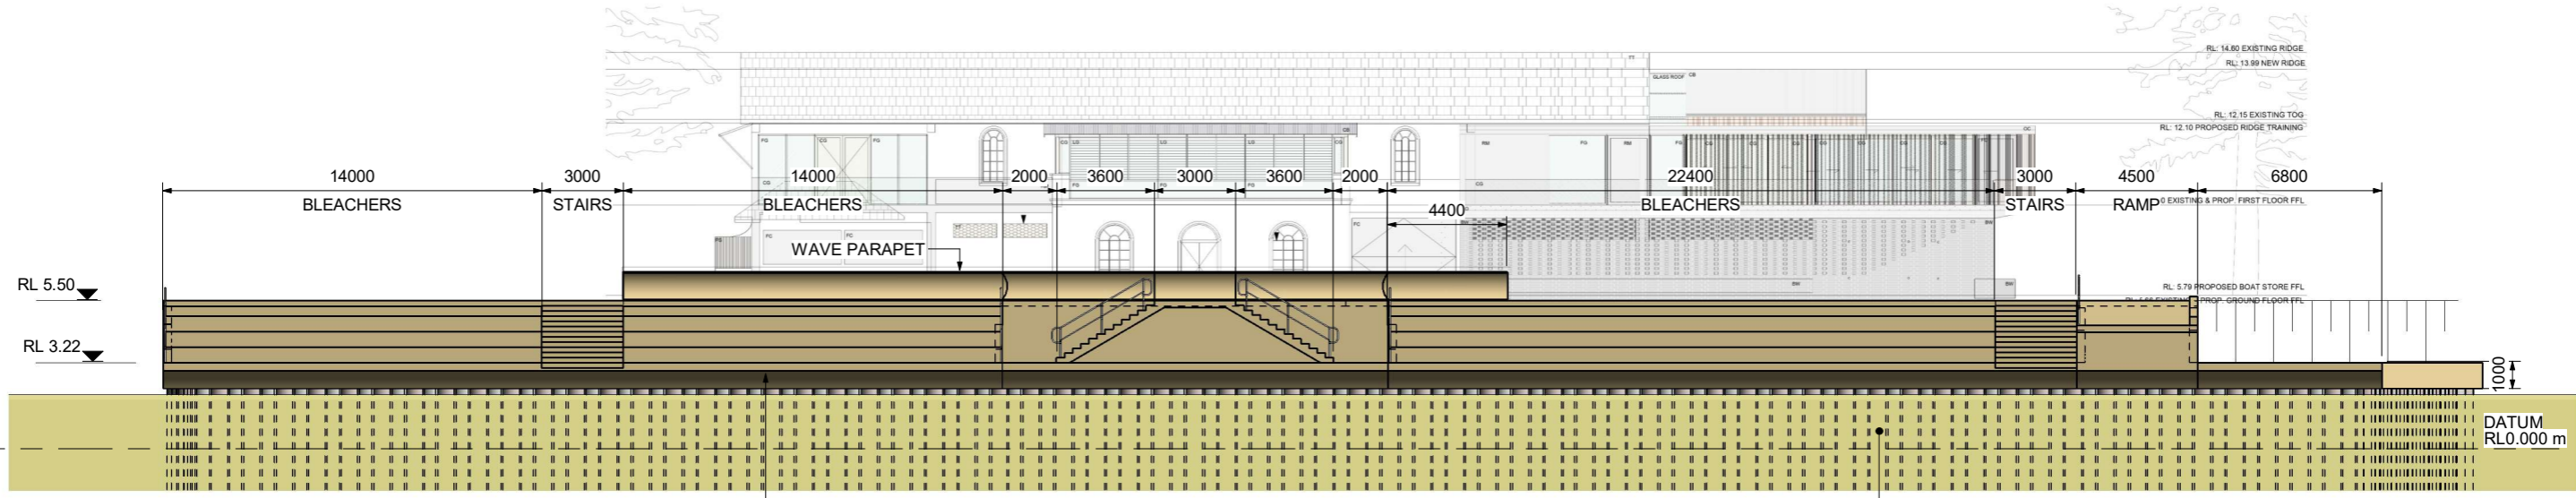 RL: 14.60 EXISTING RIDGE
RL: 13.99 NEW RIDGE
TT
GLASS ROOF
CB
RL: 12.15 EXISTING TOG
RL: 12.10 PROPOSED RIDGE TRAINING
14000
3000
14000
2000
3600
3000
3600
2000
22400
3000
4500
6800
BLEACHERS
STAIRS
BLEACHERS
BLEACHERS
STAIRS
RAMP
0 EXISTING & PROP. FIRST FLOOR FFL
4400
WAVE PARAPET
RL 5.50
RL: 5.79 PROPOSED BOAT STORE FFL
PROP. GROUND FLOOR FFL
RL 3.22
1000
DATUM
RL0.000 m